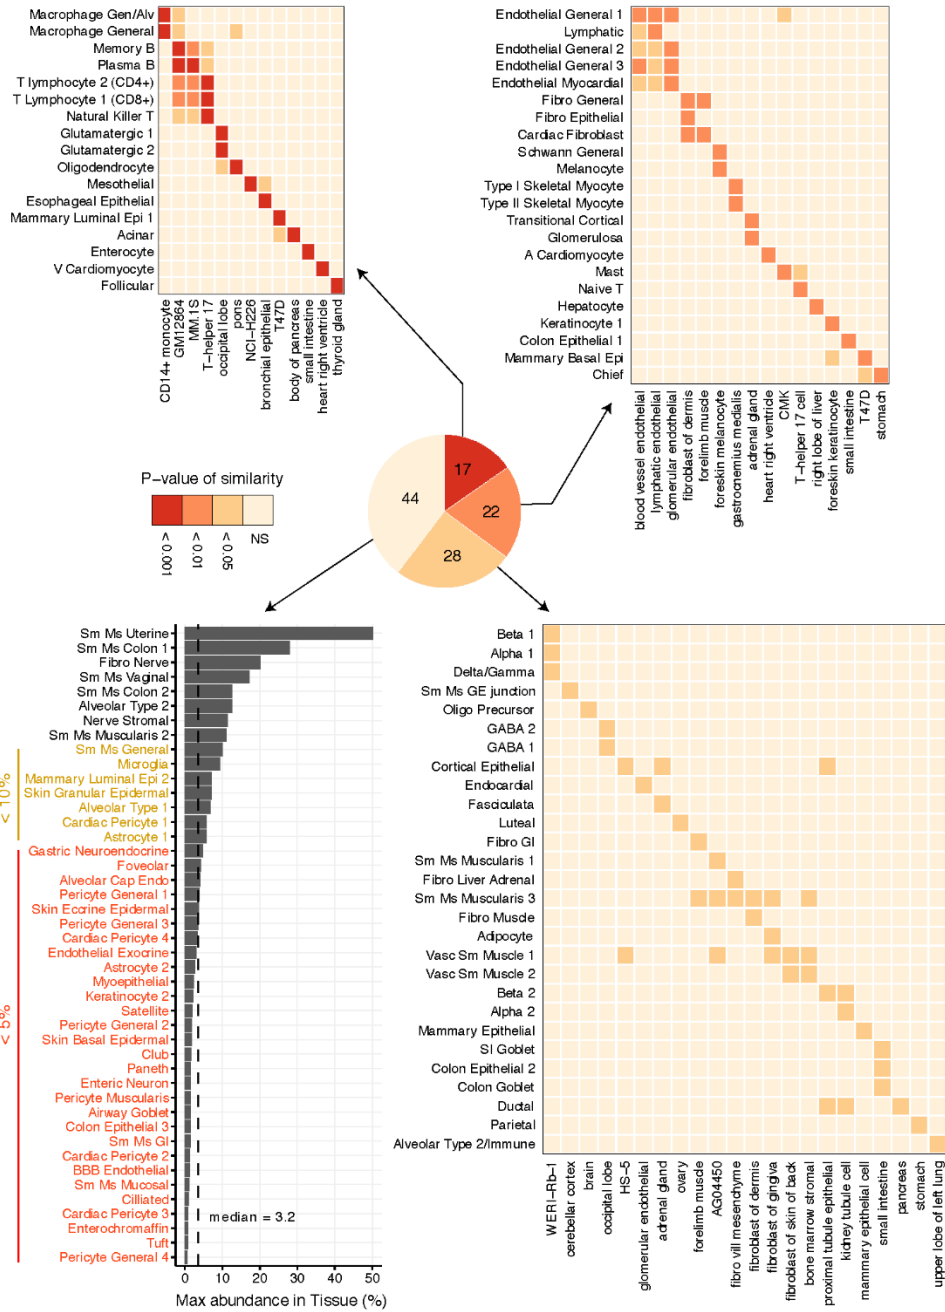 Macrophage Gen/Alv
Macrophage General
Memory B
Plasma B
T lymphocyte 2 (CD4+)
T Lymphocyte 1 (CD8+)
Natural Killer T
Glutamatergic 1
Glutamatergic 2
Oligodendrocyte
Mesothelial
Esophageal Epithelial
Mammary Luminal Epi 1
Acinar
Enterocyte
V Cardiomyocyte
Follicular
CD14+ monocyte
GM12864
MM.1S
T-helper 17
occipital lobe
pons
NCI-H226
bronchial epithelial
T47D
body of pancreas
small intestine
heart right ventricle
thyroid gland
Endothelial General 1
Lymphatic
Endothelial General 2
Endothelial General 3
Endothelial Myocardial
Fibro General
Fibro Epithelial
Cardiac Fibroblast
Schwann General
Melanocyte
Type I Skeletal Myocyte
Type II Skeletal Myocyte
Transitional Cortical
Glomerulosa
A Cardiomyocyte
Mast
Naive T
Hepatocyte
Keratinocyte 1
Colon Epithelial 1
Mammary Basal Epi
Chief
blood vessel endothelial
lymphatic endothelial
glomerular endothelial
fibroblast of dermis
forelimb muscle
foreskin melanocyte
gastrocnemius medialis
adrenal gland
heart right ventricle
CMK
T-helper 17 cell
right lobe of liver
foreskin keratinocyte
small intestine
T47D
stomach
P-value of similarity
< 0.001
< 0.01
< 0.05
NS
17
22
28
44
Sm Ms Uterine
Sm Ms Colon 1
Fibro Nerve
Sm Ms Vaginal
Sm Ms Colon 2
Alveolar Type 2
Nerve Stromal
Sm Ms Muscularis 2
Sm Ms General
Microglia
Mammary Luminal Epi 2
Skin Granular Epidermal
Alveolar Type 1
Cardiac Pericyte 1
Astrocyte 1
Gastric Neuroendocrine
Foveolar
Alveolar Cap Endo
Pericyte General 1
Skin Eccrine Epidermal
Pericyte General 3
Cardiac Pericyte 4
Endothelial Exocrine
Astrocyte 2
Myoepithelial
Keratinocyte 2
Satellite
Pericyte General 2
Skin Basal Epidermal
Club
Paneth
Enteric Neuron
Pericyte Muscularis
Airway Goblet
Colon Epithelial 3
Sm Ms GI
Cardiac Pericyte 2
BBB Endothelial
Sm Ms Mucosal
Cilliated
Cardiac Pericyte 3
Enterochromaffin
Tuft
Pericyte General 4
< 10%
< 5%
median = 3.2
0 10 20 30 40 50
Max abundance in Tissue (%)
Beta 1
Alpha 1
Delta/Gamma
Sm Ms GE junction
Oligo Precursor
GABA 2
GABA 1
Cortical Epithelial
Endocardial
Fasciculata
Luteal
Fibro GI
Sm Ms Muscularis 1
Fibro Liver Adrenal
Sm Ms Muscularis 3
Fibro Muscle
Adipocyte
Vasc Sm Muscle 1
Vasc Sm Muscle 2
Beta 2
Alpha 2
Mammary Epithelial
SI Goblet
Colon Epithelial 2
Colon Goblet
Ductal
Parietal
Alveolar Type 2/Immune
WERI-Rb-1
cerebellar cortex
brain
occipital lobe
HS-5
glomerular endothelial
adrenal gland
ovary
forelimb muscle
AG04450
fibro vill mesenchyme
fibroblast of dermis
fibroblast of gingiva
fibroblast of skin of back
bone marrow stromal
proximal tubule epithelial
kidney tubule cell
mammary epithelial cell
small intestine
pancreas
stomach
upper lobe of left lung